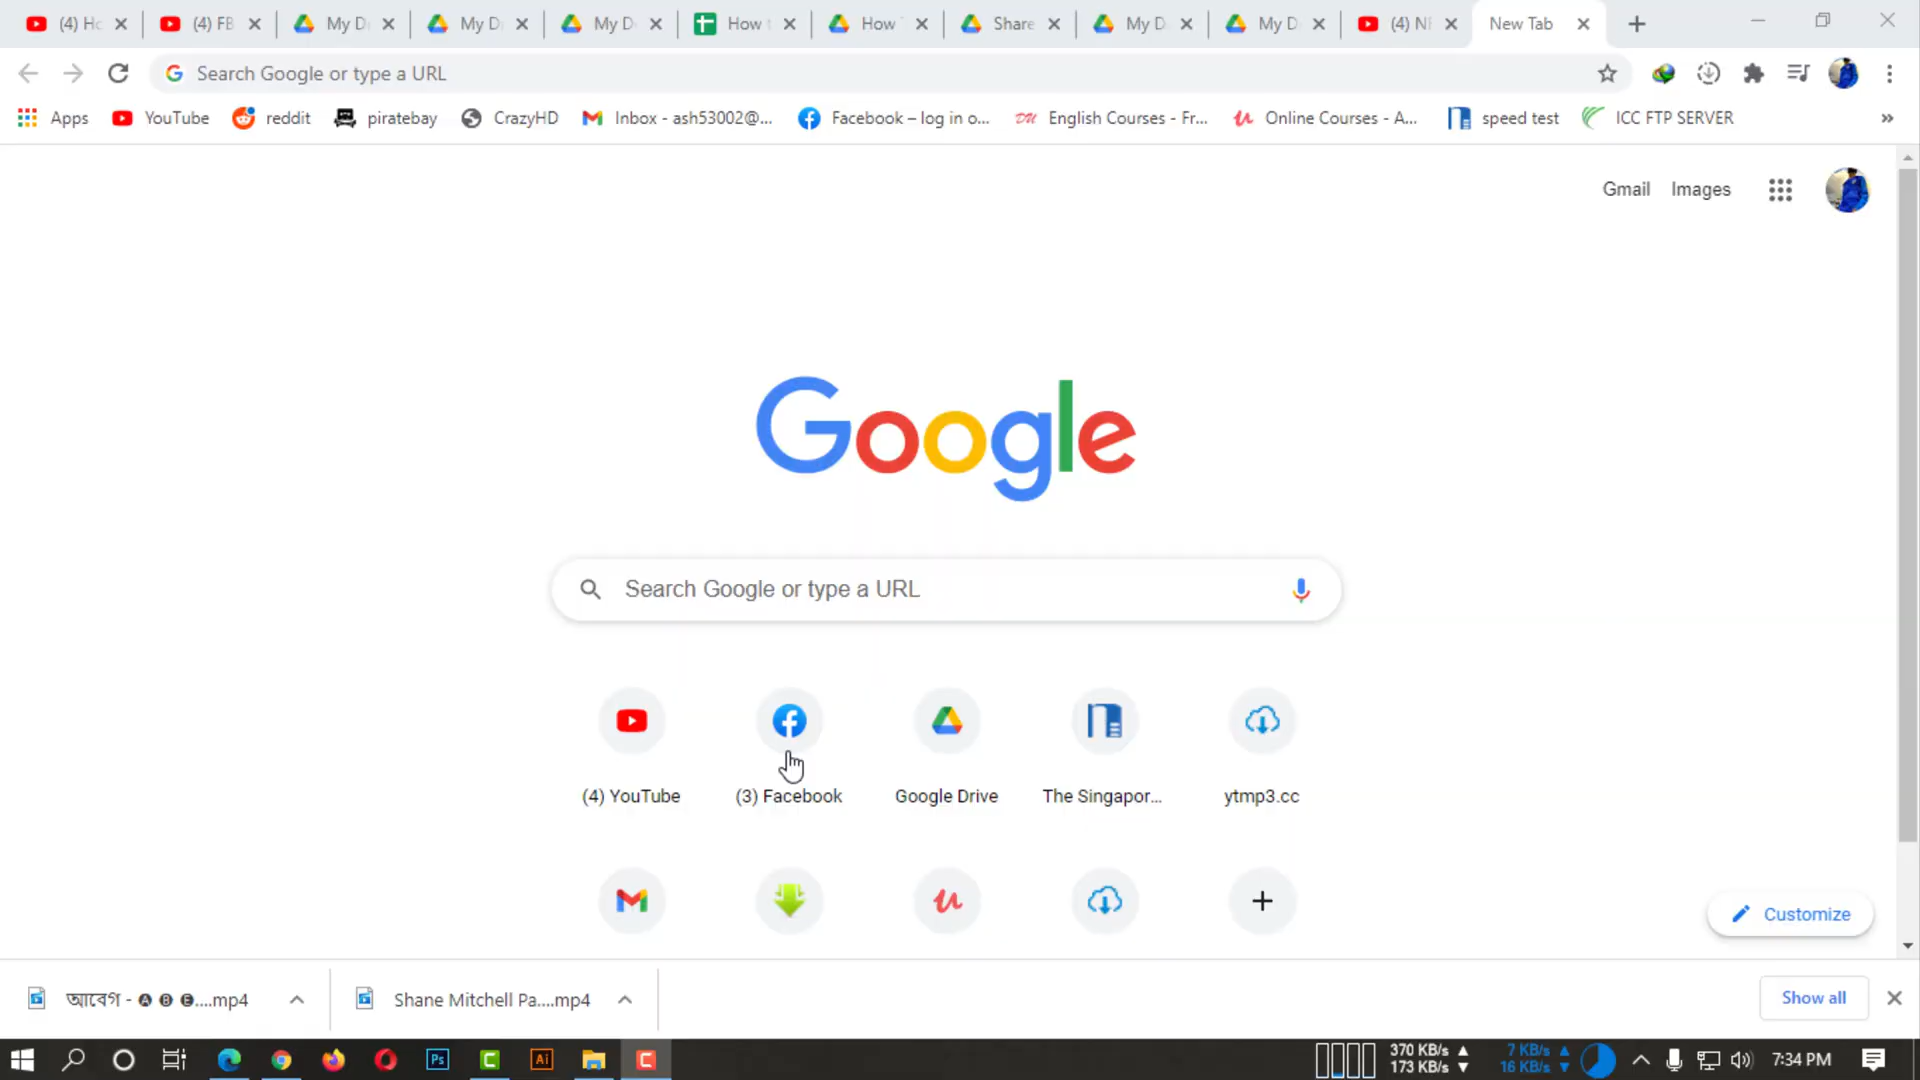 (4) Ho
(4) FB
My D
My D
My D
How t
How
Share
My D
My D
(4) N
New Tab
Search Google or type a URL
Apps
YouTube
reddit
piratebay
CrazyHD
Inbox - ash53002@...
Facebook – log in o...
DU
English Courses - Fr...
Online Courses - A...
speed test
ICC FTP SERVER
»
Gmail
Images
Google
Search Google or type a URL
(4) YouTube
(3) Facebook
Google Drive
The Singapor...
ytmp3.cc
Customize
আবেগ - 🅐 🅑 🅔....mp4
Shane Mitchell Pa....mp4
Show all
Ps
C
Ai
C
370 KB/s
173 KB/s
7 KB/s
16 KB/s
7:34 PM